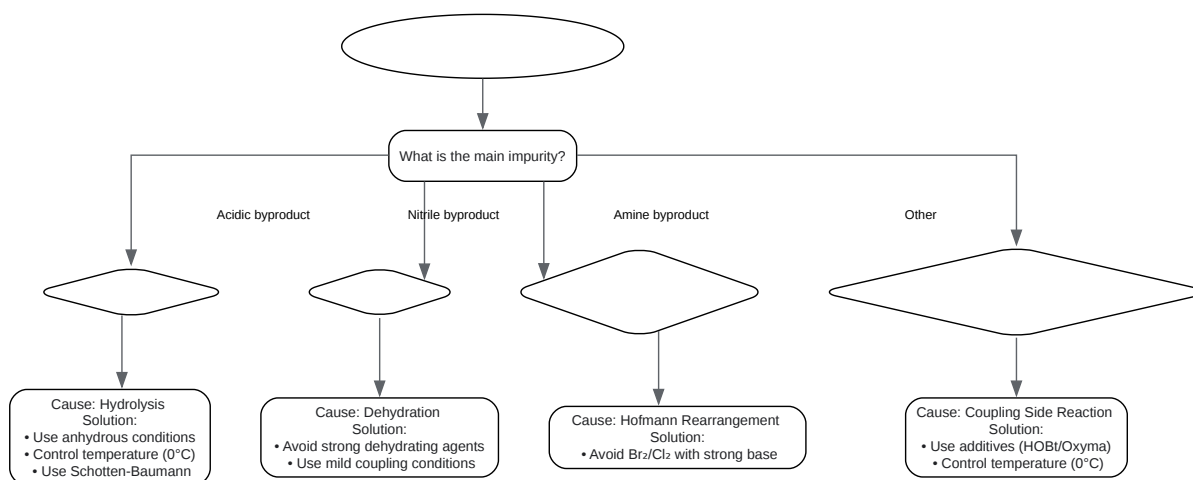 What is the main impurity?
Acidic byproduct
Nitrile byproduct
Amine byproduct
Other
Cause: Hydrolysis
Solution:
• Use anhydrous conditions
• Control temperature (0°C)
• Use Schotten-Baumann
Cause: Dehydration
Solution:
• Avoid strong dehydrating agents
• Use mild coupling conditions
Cause: Hofmann Rearrangement
Solution:
• Avoid Br₂/Cl₂ with strong base
Cause: Coupling Side Reaction
Solution:
• Use additives (HOBt/Oxyma)
• Control temperature (0°C)